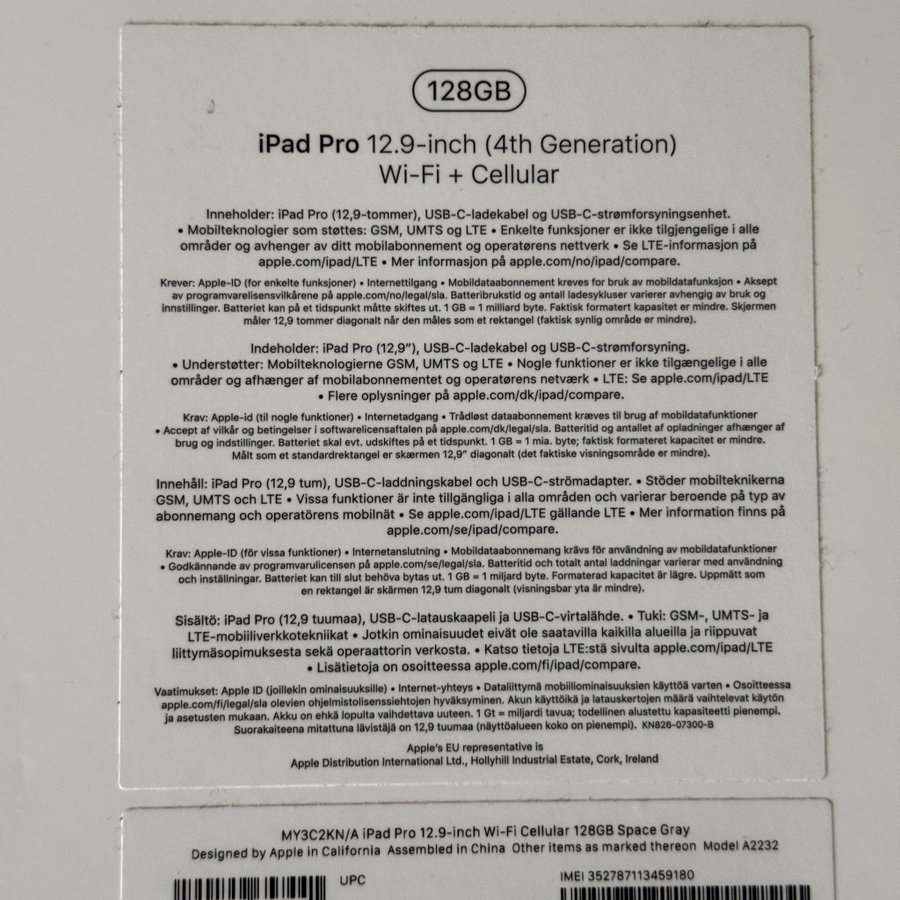 128GB
iPad Pro 12.9-inch (4th Generation)
Wi-Fi + Cellular
Inneholder: iPad Pro (12,9-tommer), USB-C-ladekabel og USB-C-strømforsyningsenhet.
• Mobilteknologier som støttes: GSM, UMTS og LTE • Enkelte funksjoner er ikke tilgjengelige i alle
områder og avhenger av ditt mobilabonnement og operatørens nettverk • Se LTE-informasjon på
apple.com/ipad/LTE • Mer informasjon på apple.com/no/ipad/compare.
Krever: Apple-ID (for enkelte funksjoner) • Internettilgang • Mobildataabonnement kreves for bruk av mobildatafunksjon • Aksept
av programvarelisensvilkårene på apple.com/no/legal/sla. Batteribrukstid og antall ladesykluser varierer avhengig av bruk og
innstillinger. Batteriet kan på et tidspunkt måtte skiftes ut. 1 GB = 1 milliard byte. Faktisk formatert kapasitet er mindre. Skjermen
måler 12,9 tommer diagonalt når den måles som et rektangel (faktisk synlig område er mindre).
Indeholder: iPad Pro (12,9″), USB-C-ladekabel og USB-C-strømforsyning.
• Understøtter: Mobilteknologierne GSM, UMTS og LTE • Nogle funktioner er ikke tilgængelige i alle
områder og afhænger af mobilabonnementet og operatørens netværk • LTE: Se apple.com/ipad/LTE
• Flere oplysninger på apple.com/dk/ipad/compare.
Krav: Apple-id (til nogle funktioner) • Internetadgang • Trådløst dataabonnement kræves til brug af mobildatafunktioner
• Accept af vilkår og betingelser i softwarelicensaftalen på apple.com/dk/legal/sla. Batteritid og antallet af opladninger afhænger af
brug og indstillinger. Batteriet skal evt. udskiftes på et tidspunkt. 1 GB = 1 mia. byte; faktisk formateret kapacitet er mindre.
Målt som et standardrektangel er skærmen 12,9″ diagonalt (det faktiske visningsområde er mindre).
Innehåll: iPad Pro (12,9 tum), USB-C-laddningskabel och USB-C-strömadapter. • Stöder mobilteknikerna
GSM, UMTS och LTE • Vissa funktioner är inte tillgängliga i alla områden och varierar beroende på typ av
abonnemang och operatörens mobilnät • Se apple.com/ipad/LTE gällande LTE • Mer information finns på
apple.com/se/ipad/compare.
Krav: Apple-ID (för vissa funktioner) • Internetanslutning • Mobildataabonnemang krävs för användning av mobildatafunktioner
• Godkännande av programvarulicensen på apple.com/se/legal/sla. Batteritid och totalt antal laddningar varierar med användning
och inställningar. Batteriet kan till slut behöva bytas ut. 1 GB = 1 miljard byte. Formaterad kapacitet är lägre. Uppmätt som
en rektangel är skärmen 12,9 tum diagonalt (visningsbar yta är mindre).
Sisältö: iPad Pro (12,9 tuumaa), USB-C-latauskaapeli ja USB-C-virtalähde. • Tuki: GSM-, UMTS- ja
LTE-mobiiliverkkotekniikat • Jotkin ominaisuudet eivät ole saatavilla kaikilla alueilla ja riippuvat
liittymäsopimuksesta sekä operaattorin verkosta. • Katso tietoja LTE:stä sivulta apple.com/ipad/LTE
• Lisätietoja on osoitteessa apple.com/fi/ipad/compare.
Vaatimukset: Apple ID (joillekin ominaisuuksille) • Internet-yhteys • Dataliittymä mobiiliominaisuuksien käyttöä varten • Osoitteessa
apple.com/fi/legal/sla olevien ohjelmistolisenssiehtojen hyväksyminen. Akun käyttöikä ja latauskertojen määrä vaihtelevat käytön
ja asetusten mukaan. Akku on ehkä lopulta vaihdettava uuteen. 1 Gt = miljardi tavua; todellinen alustettu kapasiteetti pienempi.
Suorakaiteena mitattuna lävistäjä on 12,9 tuumaa (näyttöalueen koko on pienempi). KN826-07300-B
Apple's EU representative is
Apple Distribution International Ltd., Hollyhill Industrial Estate, Cork, Ireland
MY3C2KN/A iPad Pro 12.9-inch Wi-Fi Cellular 128GB Space Gray
Designed by Apple in California Assembled in China Other items as marked thereon Model A2232
UPC
IMEI 352787113459180